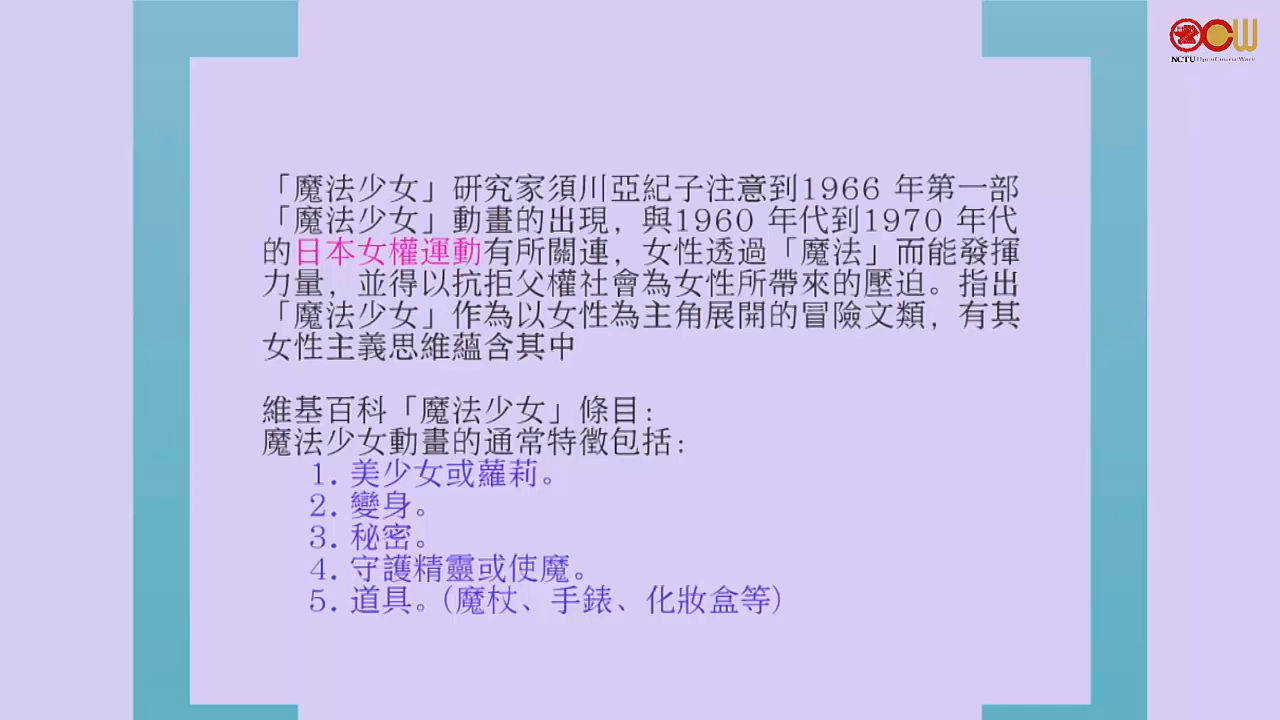 OCW
NCTU OpenCourseWare
「魔法少女」研究家須川亞紀子注意到1966 年第一部
「魔法少女」動畫的出現，與1960 年代到1970 年代
的日本女權運動有所關連，女性透過「魔法」而能發揮
力量，並得以抗拒父權社會為女性所帶來的壓迫。指出
「魔法少女」作為以女性為主角展開的冒險文類，有其
女性主義思維蘊含其中
維基百科「魔法少女」條目：
魔法少女動畫的通常特徵包括：
1. 美少女或蘿莉。
2. 變身。
3. 秘密。
4. 守護精靈或使魔。
5. 道具。（魔杖、手錶、化妝盒等）